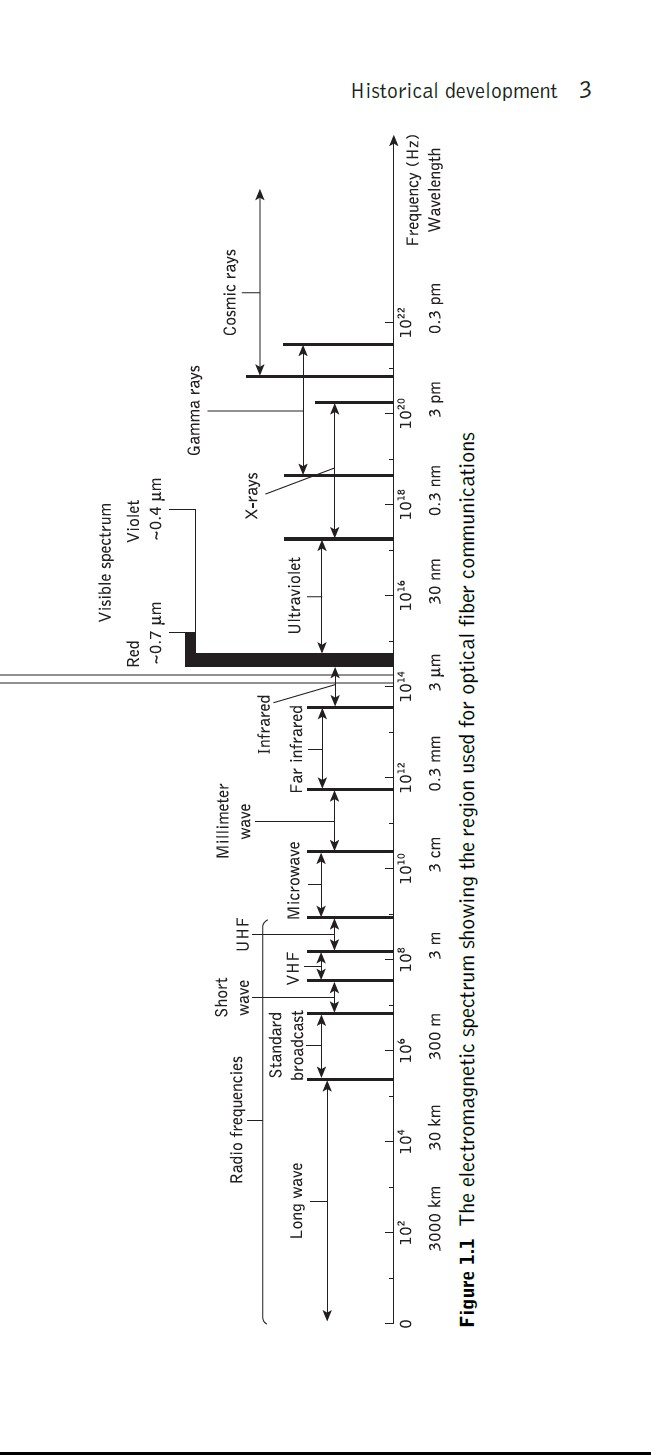 Historical development 3
Visible spectrum
Red
~0.7 µm
Violet
~0.4 µm
Cosmic rays
Gamma rays
X-rays
Ultraviolet
Infrared
Far infrared
Millimeter
wave
Microwave
UHF
VHF
Short
wave
Standard
broadcast
Radio frequencies
Long wave
0 10² 10⁴ 10⁶ 10⁸ 10¹⁰ 10¹² 10¹⁴ 10¹⁶ 10¹⁸ 10²⁰ 10²² Frequency (Hz)
3000 km 30 km 300 m 3 m 3 cm 0.3 mm 3 µm 30 nm 0.3 nm 3 pm 0.3 pm Wavelength
Figure 1.1 The electromagnetic spectrum showing the region used for optical fiber communications